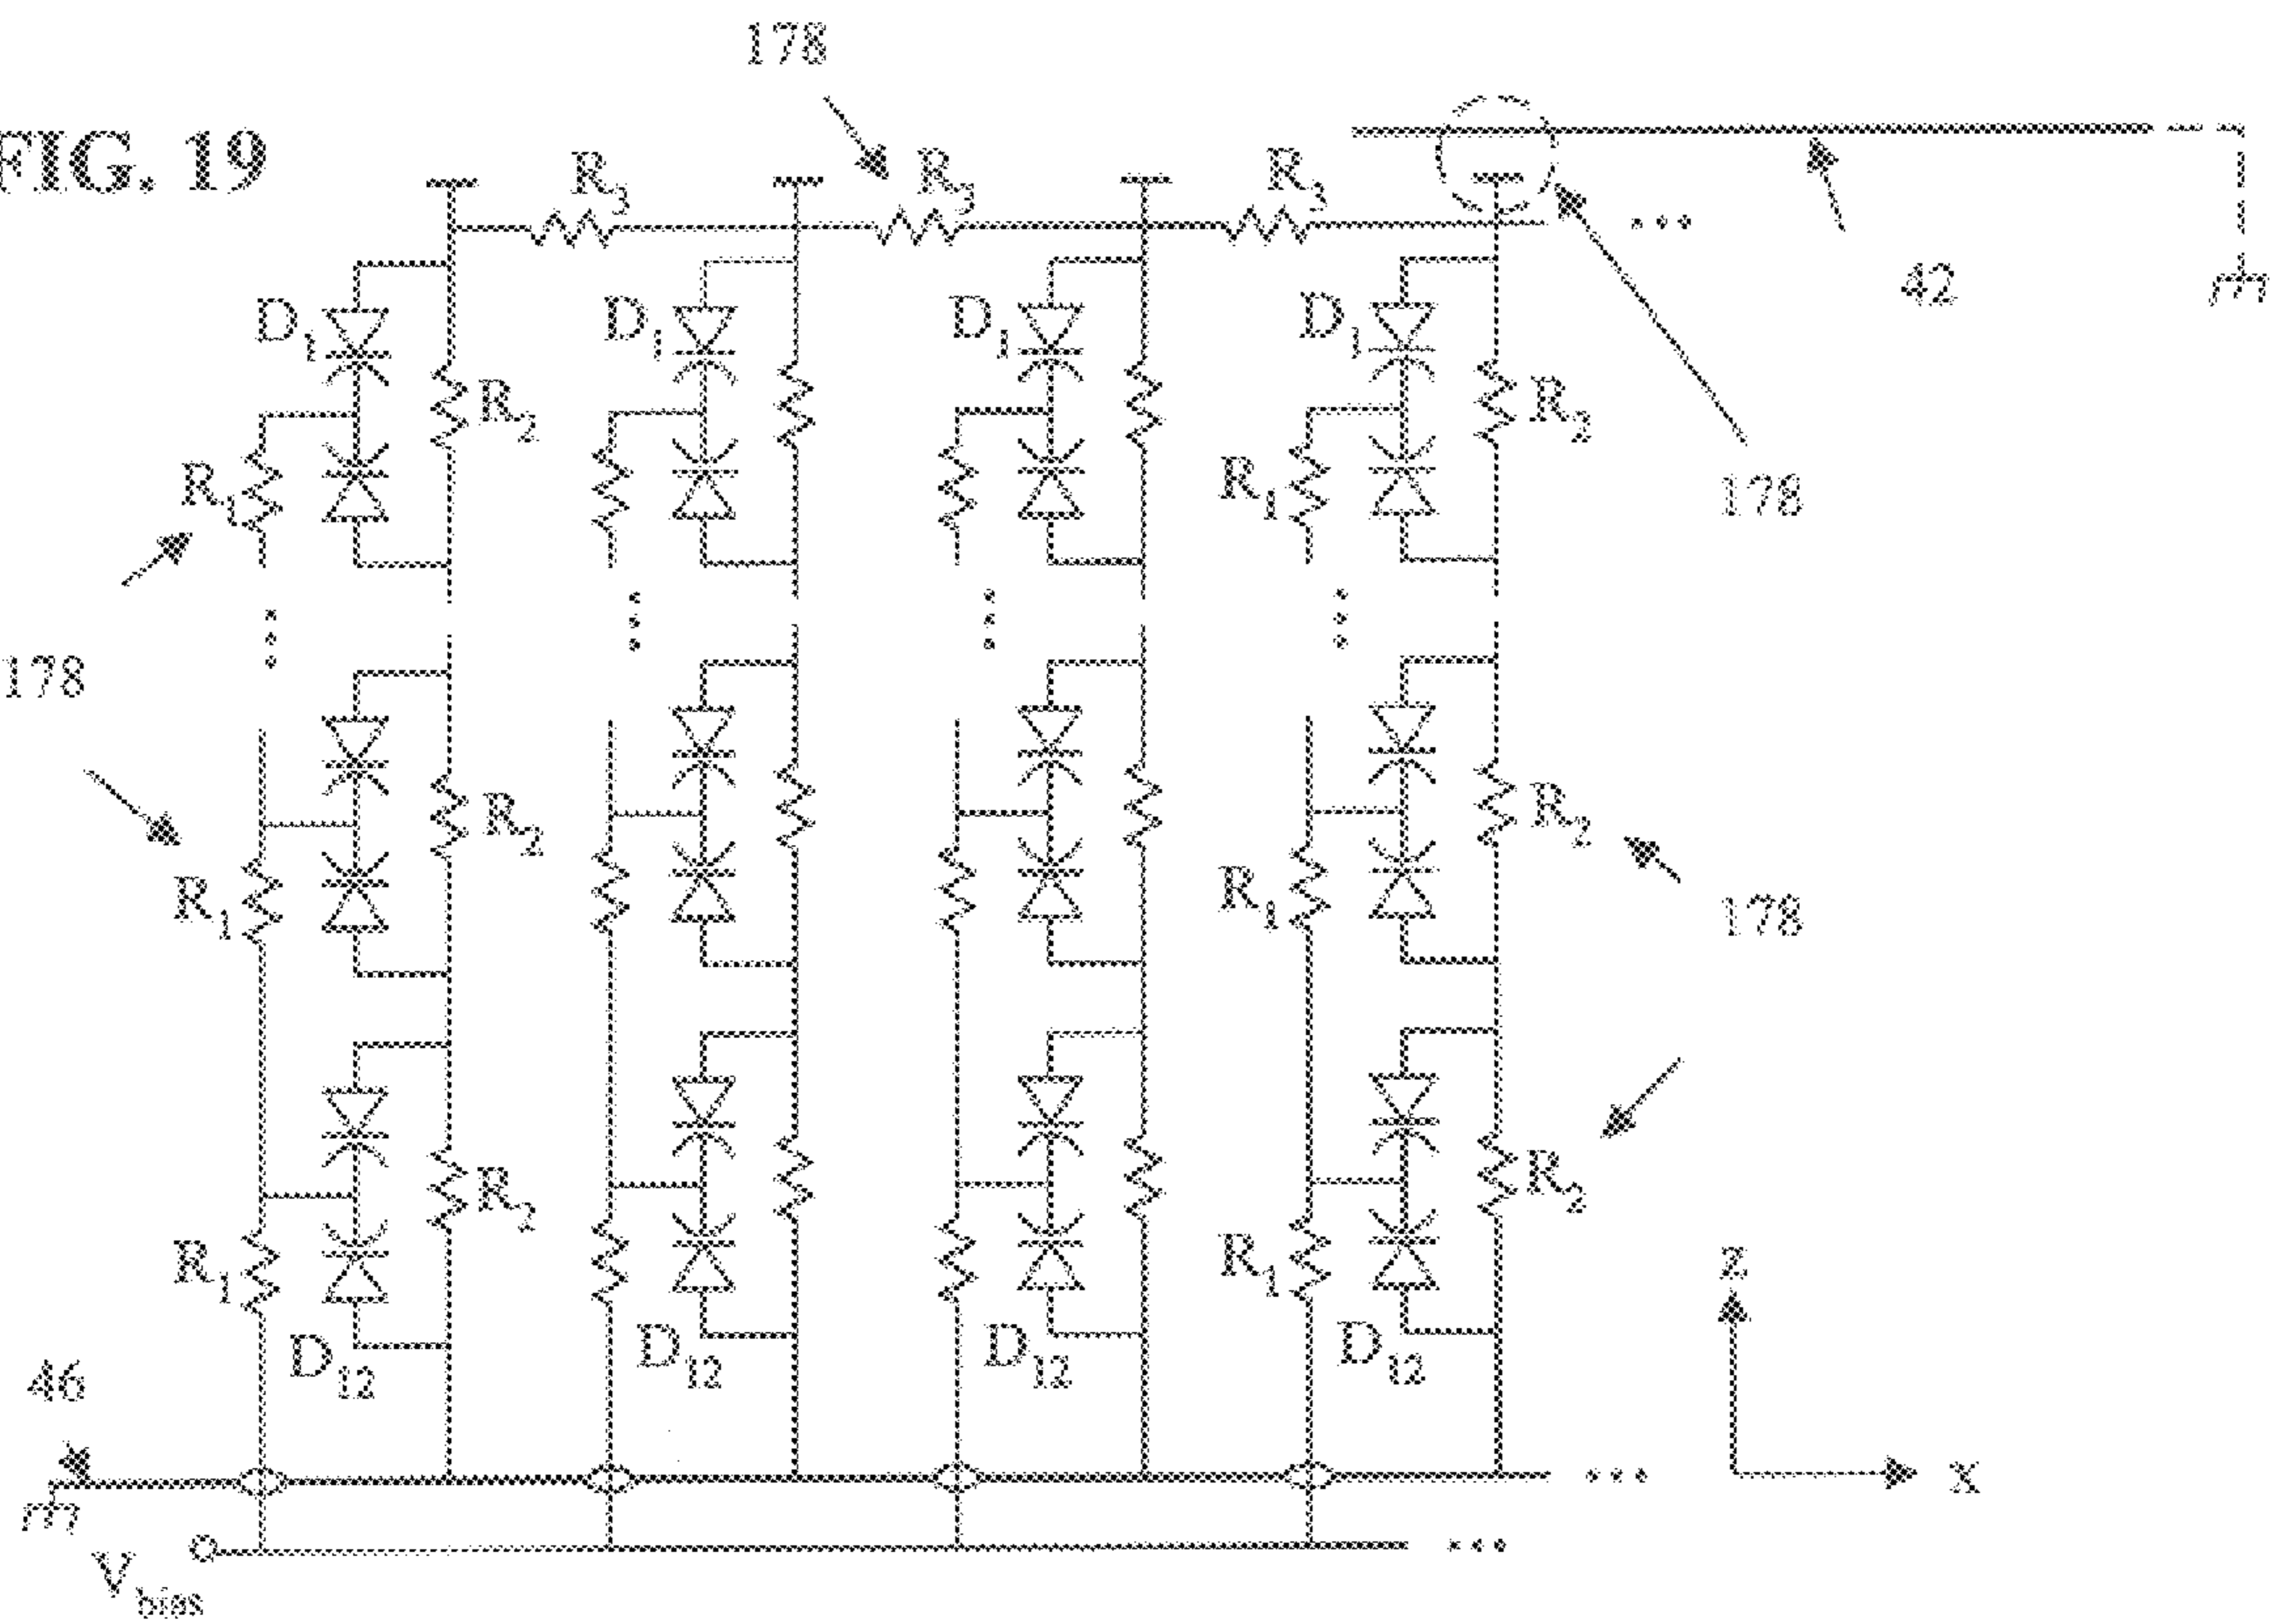 178
FIG. 19
R3 R3 R3
42
D1 D1 D1 D1
R2 R2
R1 R1
178
...
178
R2 R2
R1 R1
178
R2 R2
R1 R1
Z
D12 D12 D12 D12
46
X
Vbias